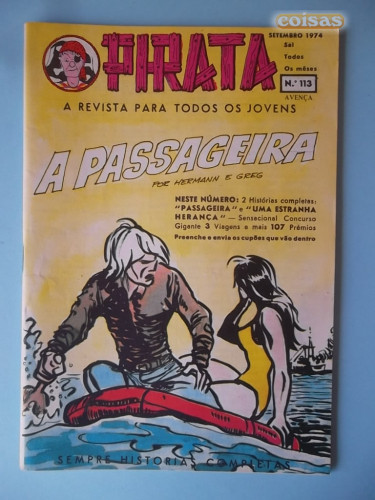 coisas
PIRATA
SETEMBRO 1974
Sai
Todos
Os mêses
N.º 113
AVENÇA
A REVISTA PARA TODOS OS JOVENS
A PASSAGEIRA
POR HERMANN E GREG
NESTE NÚMERO: 2 Histórias completas:
"PASSAGEIRA" e "UMA ESTRANHA
HERANÇA" — Sensacional Concurso
Gigante 3 Viagens e mais 107 Prémios
Preenche e envia os cupões que vão dentro
SEMPRE HISTORIAS COMPLETAS